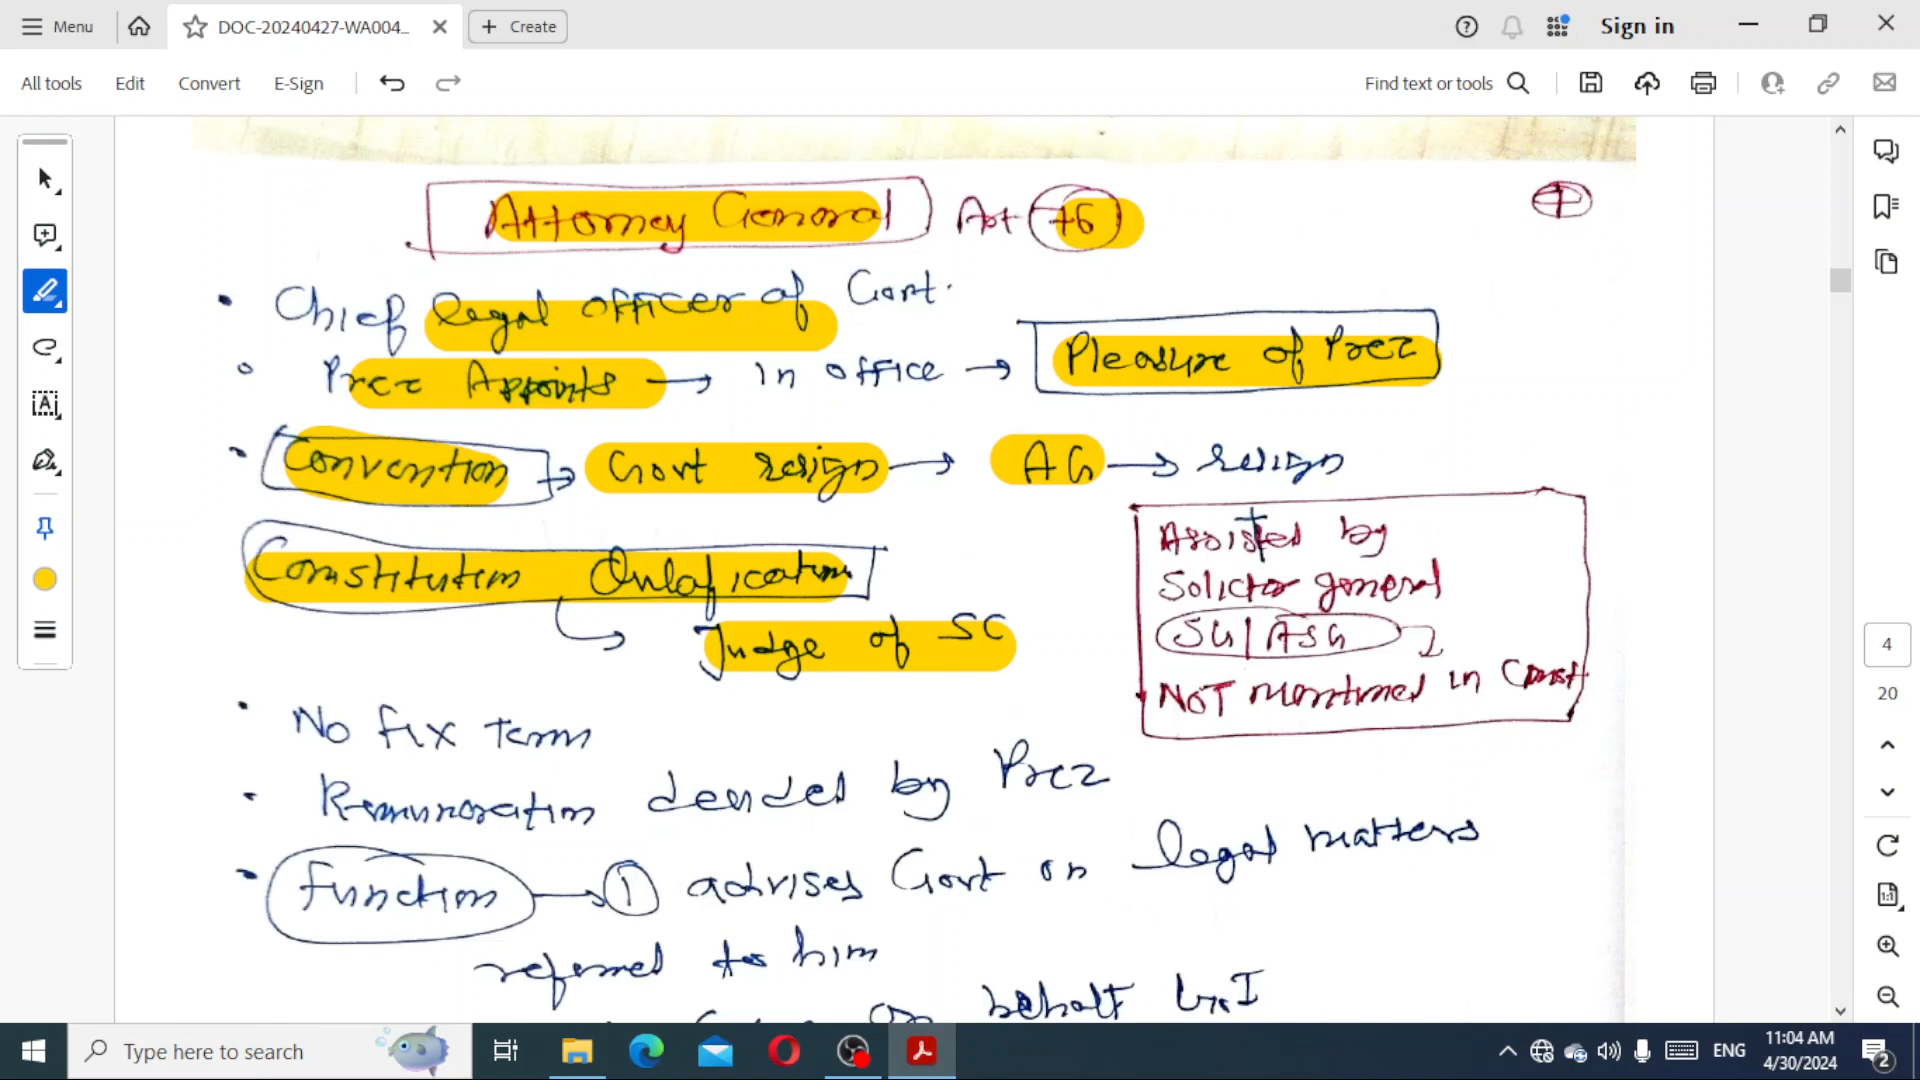 Menu
DOC-20240427-WA004...
Create
Sign in
All tools
Edit
Convert
E-Sign
Find text or tools
Attorney General Art 76
Chief legal officer of Govt.
Prez Appoints → in office → Pleasure of Prez
Convention → Govt resign → AG → resign
Constitution Qulafication
Judge of SC
Assisted by
Solictor general
SG/ASG
NOT mentioned in Const
No fix term
Remuneration decided by Prez
Function → ① advises Govt on legal matters
referred to him
on behalf
4
20
Type here to search
ENG
11:04 AM
4/30/2024
2